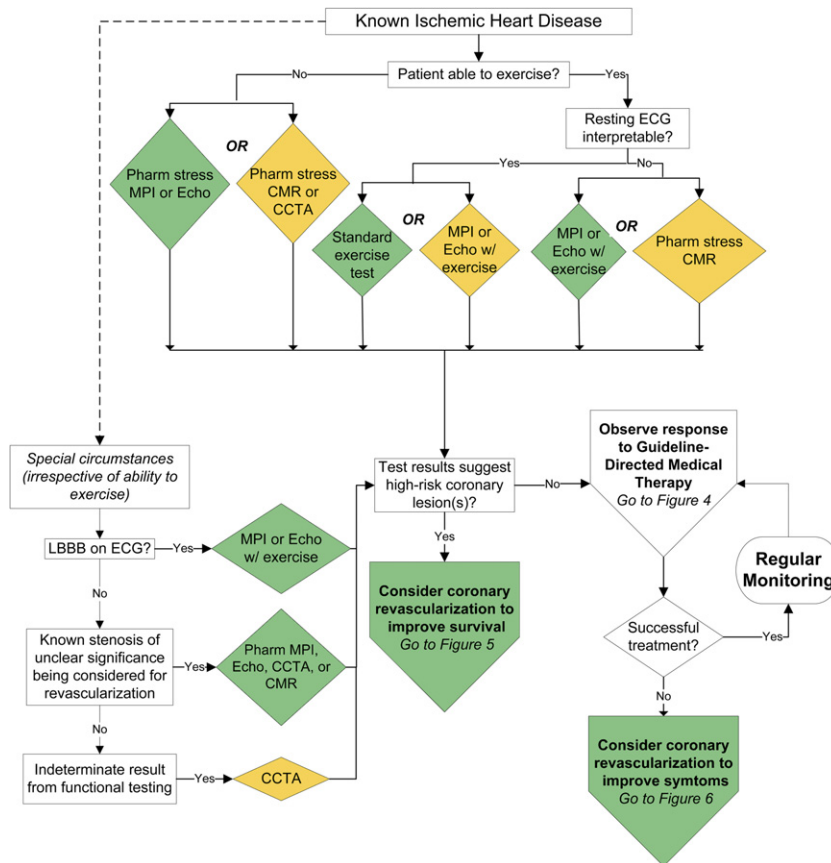 Known Ischemic Heart Disease
No
Patient able to exercise?
Yes
Resting ECG
interpretable?
Yes
No
Pharm stress
MPI or Echo
OR
Pharm stress
CMR or
CCTA
Standard
exercise
test
OR
MPI or
Echo w/
exercise
MPI or
Echo w/
exercise
OR
Pharm stress
CMR
Special circumstances
(irrespective of ability to
exercise)
LBBB on ECG?
Yes
MPI or Echo
w/ exercise
No
Known stenosis of
unclear significance
being considered for
revascularization
Yes
Pharm MPI,
Echo, CCTA, or
CMR
No
Indeterminate result
from functional testing
Yes
CCTA
Test results suggest
high-risk coronary
lesion(s)?
No
Yes
Consider coronary
revascularization to
improve survival
Go to Figure 5
Observe response
to Guideline-
Directed Medical
Therapy
Go to Figure 4
Regular
Monitoring
Successful
treatment?
Yes
No
Consider coronary
revascularization to
improve symtoms
Go to Figure 6